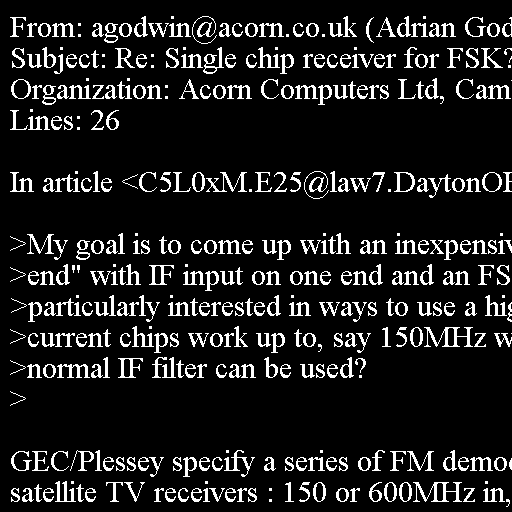 From: agodwin@acorn.co.uk (Adrian God
Subject: Re: Single chip receiver for FSK?
Organization: Acorn Computers Ltd, Cam
Lines: 26

In article <C5L0xM.E25@law7.DaytonOH

>My goal is to come up with an inexpensiv
>end" with IF input on one end and an FS
>particularly interested in ways to use a hig
>current chips work up to, say 150MHz w
>normal IF filter can be used?
>

GEC/Plessey specify a series of FM demod
satellite TV receivers : 150 or 600MHz in,